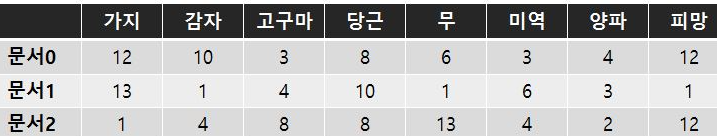 가지 감자 고구마 당근 무 미역 양파 피망
문서0 12 10 3 8 6 3 4 12
문서1 13 1 4 10 1 6 3 1
문서2 1 4 8 8 13 4 2 12